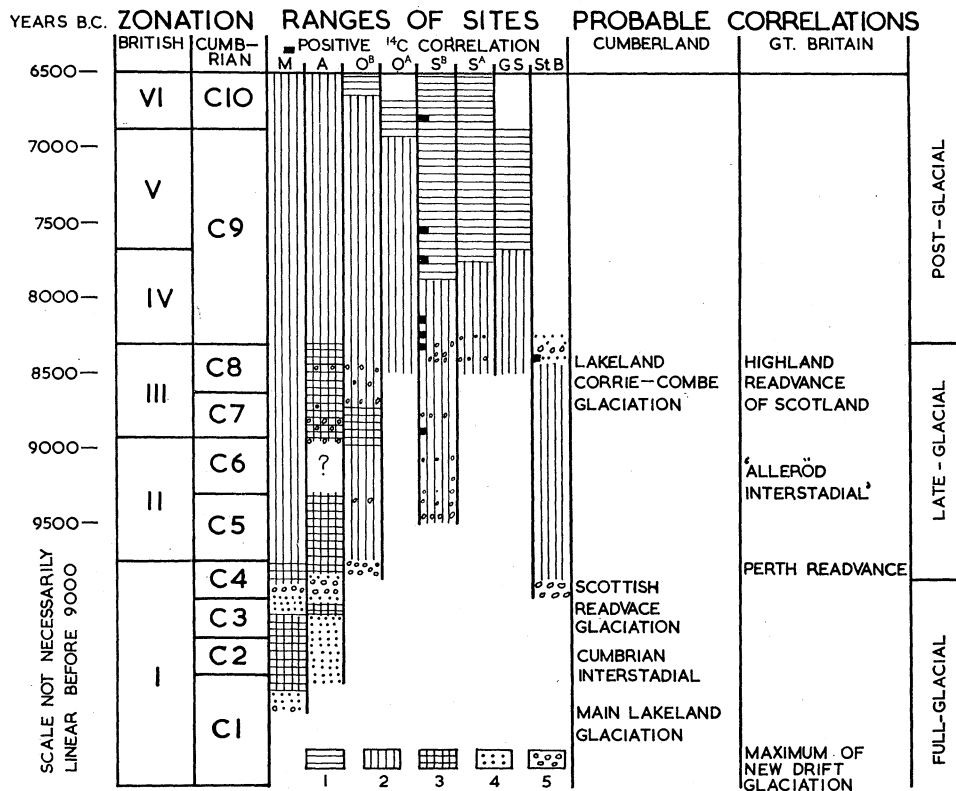 YEARS B.C. ZONATION RANGES OF SITES PROBABLE CORRELATIONS
BRITISH CUMB-RIAN POSITIVE ¹⁴C CORRELATION CUMBERLAND GT. BRITAIN
M A Oᴮ Oᴬ Sᴮ Sᴬ GS StB
6500
VI C10
7000
V
7500
C9
IV
8000
POST-GLACIAL
8500
III
C8
C7
LAKELAND
CORRIE-COMBE
GLACIATION
HIGHLAND
READVANCE
OF SCOTLAND
9000
II
C6
?
C5
'ALLERÖD
INTERSTADIAL'
9500
LATE-GLACIAL
C4
PERTH READVANCE
SCOTTISH
READVACE
GLACIATION
C3
I
C2
CUMBRIAN
INTERSTADIAL
C1
MAIN LAKELAND
GLACIATION
MAXIMUM OF
NEW DRIFT
GLACIATION
FULL-GLACIAL
SCALE NOT NECESSARILY
LINEAR BEFORE 9000
1 2 3 4 5